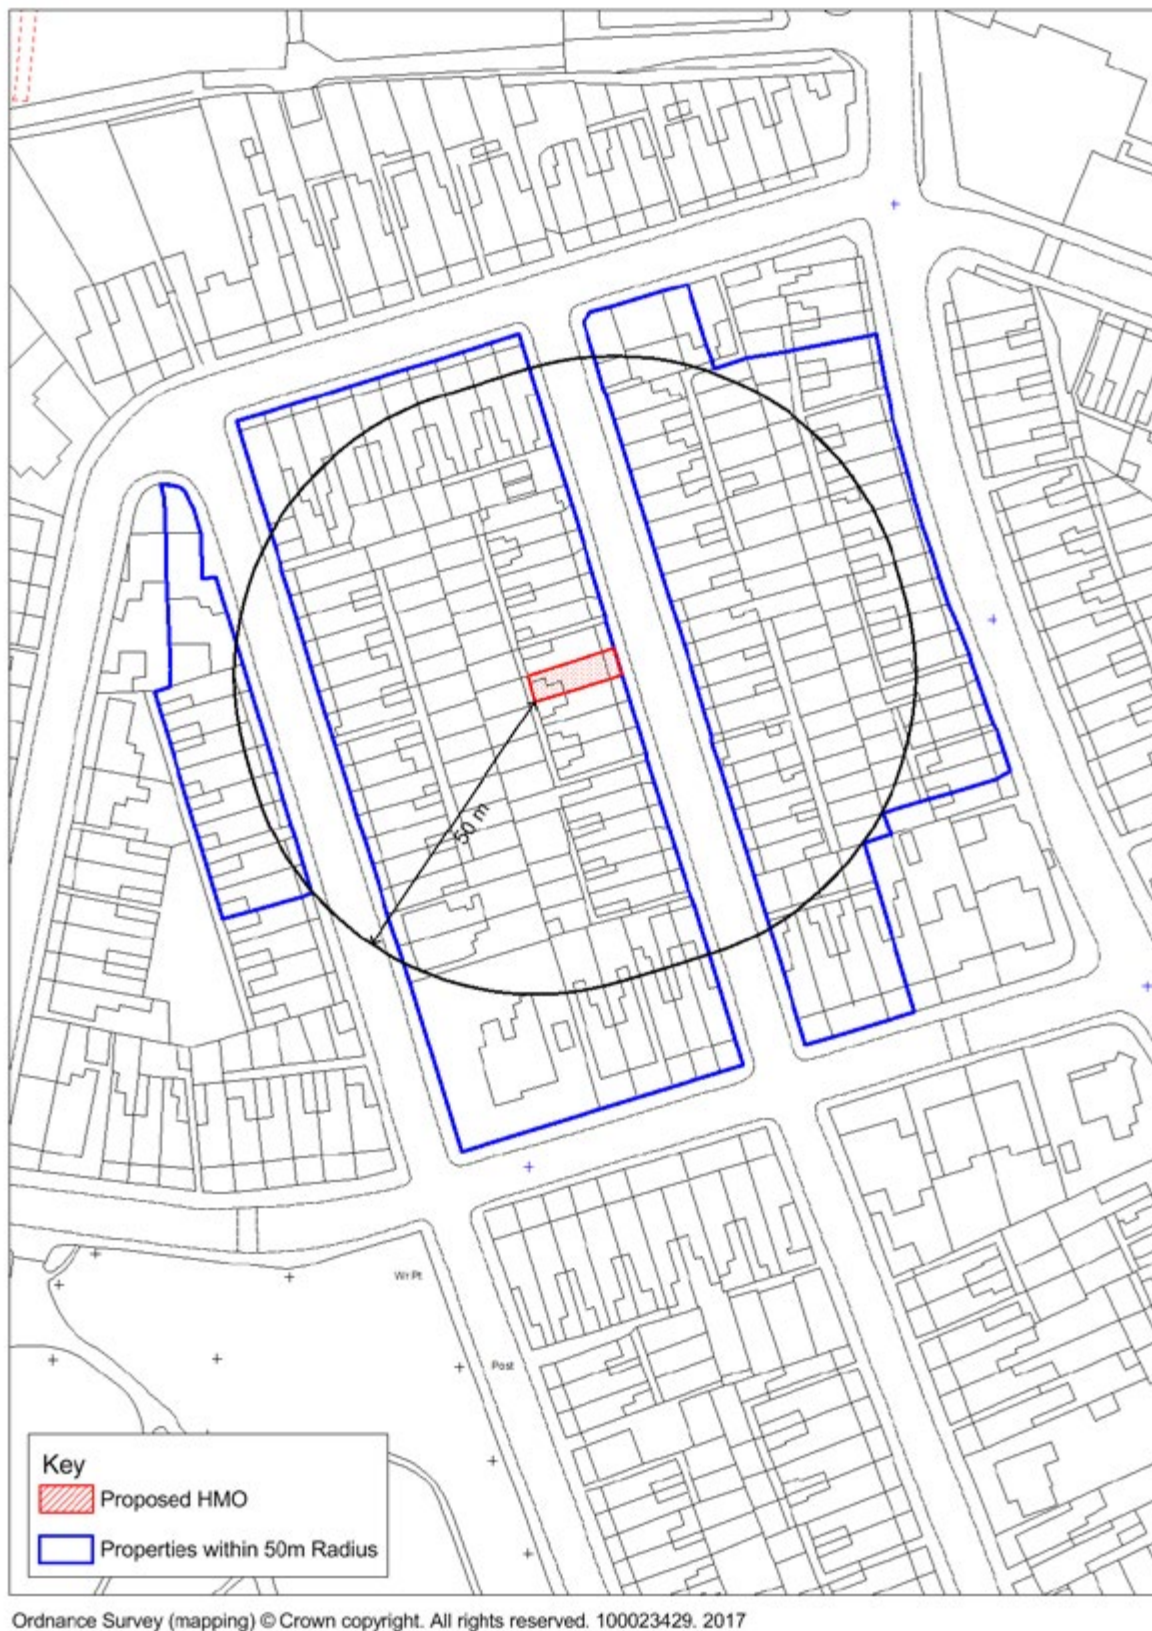 50 m
Wr Pt
Post
Key
Proposed HMO
Properties within 50m Radius
Ordnance Survey (mapping) © Crown copyright. All rights reserved. 100023429. 2017